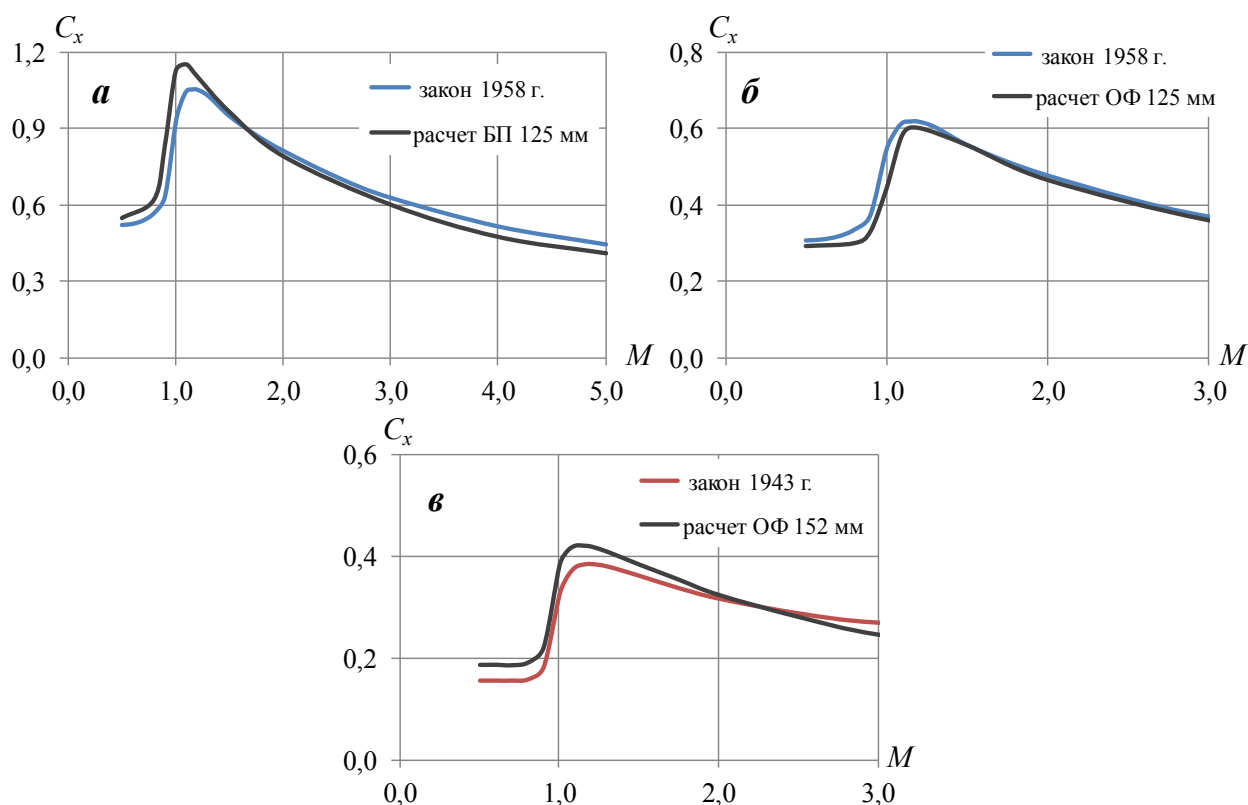 Cx
1,2
0,9
0,6
0,3
0,0
0,0 1,0 2,0 3,0 4,0 5,0
M
а
закон 1958 г.
расчет БП 125 мм
Cx
0,8
0,6
0,4
0,2
0,0
0,0 1,0 2,0 3,0
M
б
закон 1958 г.
расчет ОФ 125 мм
Cx
0,6
0,4
0,2
0,0
0,0 1,0 2,0 3,0
M
в
закон 1943 г.
расчет ОФ 152 мм